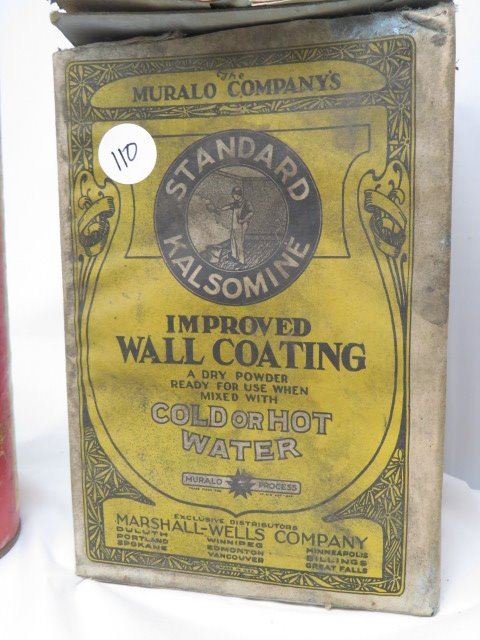 The
MURALO COMPANY'S
110
STANDARD
KALSOMINE
IMPROVED
WALL COATING
A DRY POWDER
READY FOR USE WHEN
MIXED WITH
COLD OR HOT
WATER
MURALO PROCESS
EXCLUSIVE DISTRIBUTORS
MARSHALL-WELLS COMPANY
DULUTH WINNIPEG MINNEAPOLIS
PORTLAND EDMONTON BILLINGS
SPOKANE VANCOUVER GREAT FALLS